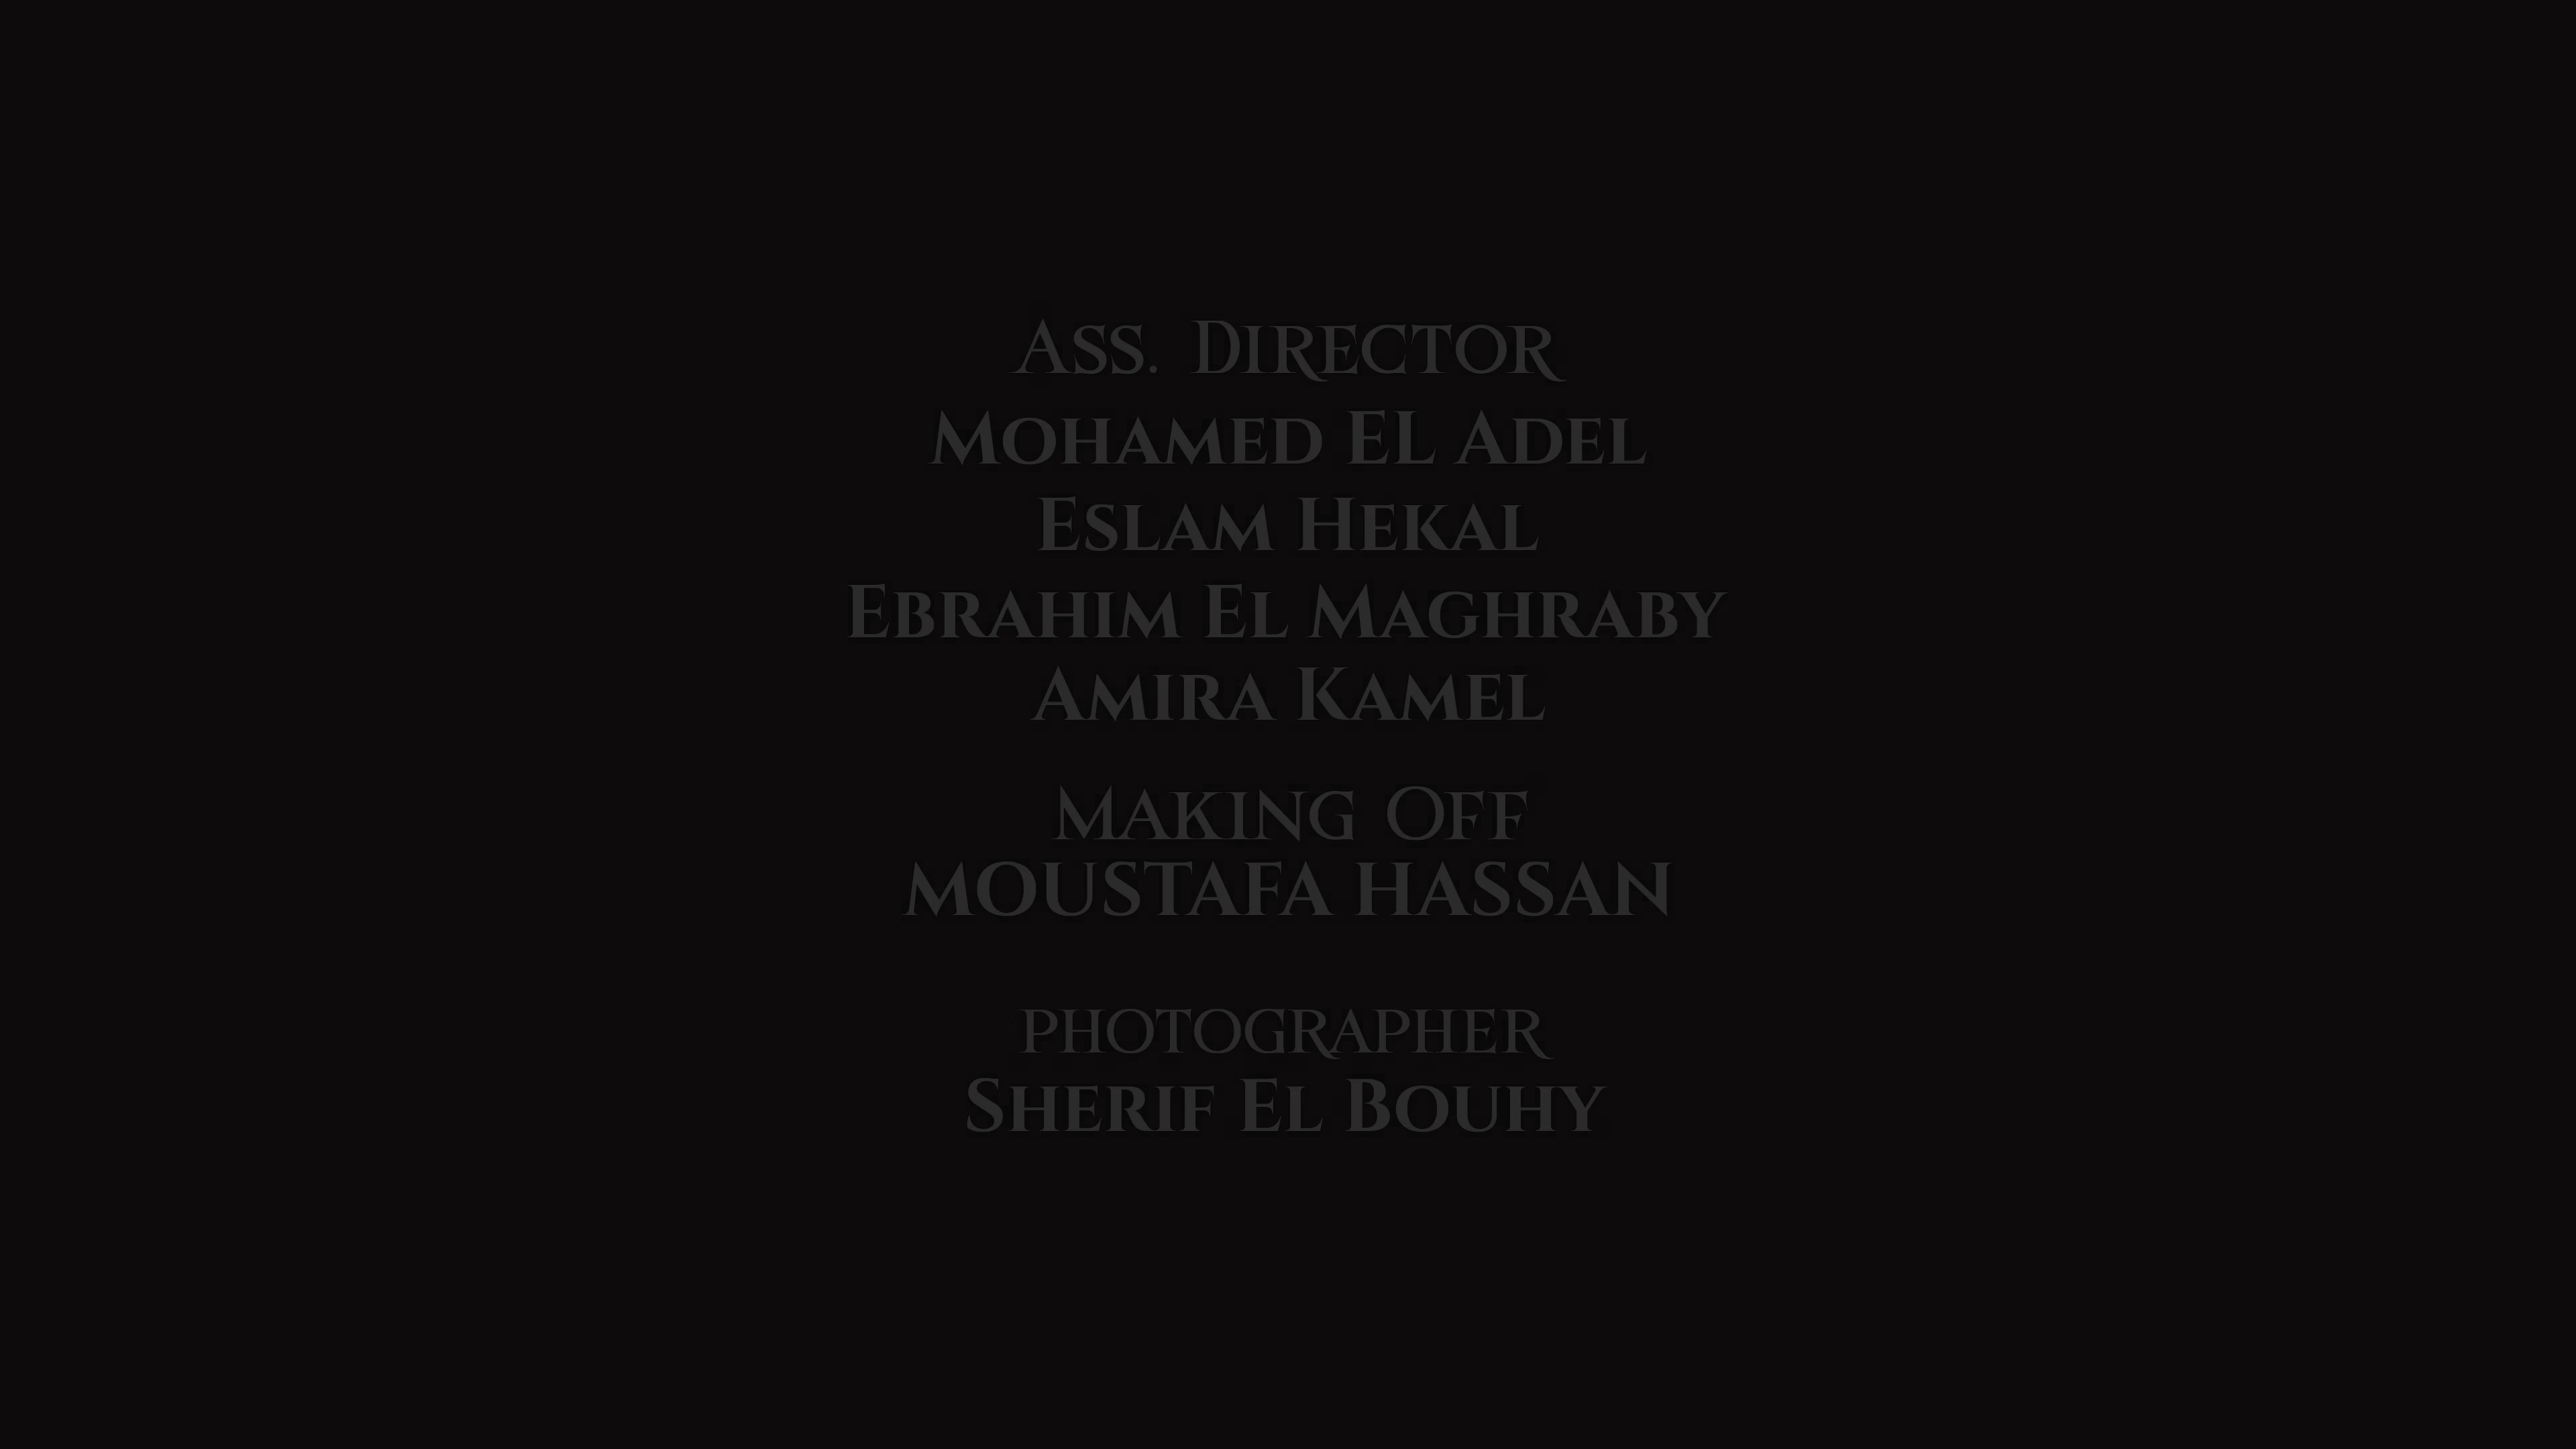 Ass. Director
Mohamed EL Adel
Eslam Hekal
Ebrahim El Maghraby
Amira Kamel
Making Off
MOUSTAFA HASSAN
PHOTOGRAPHER
Sherif El Bouhy